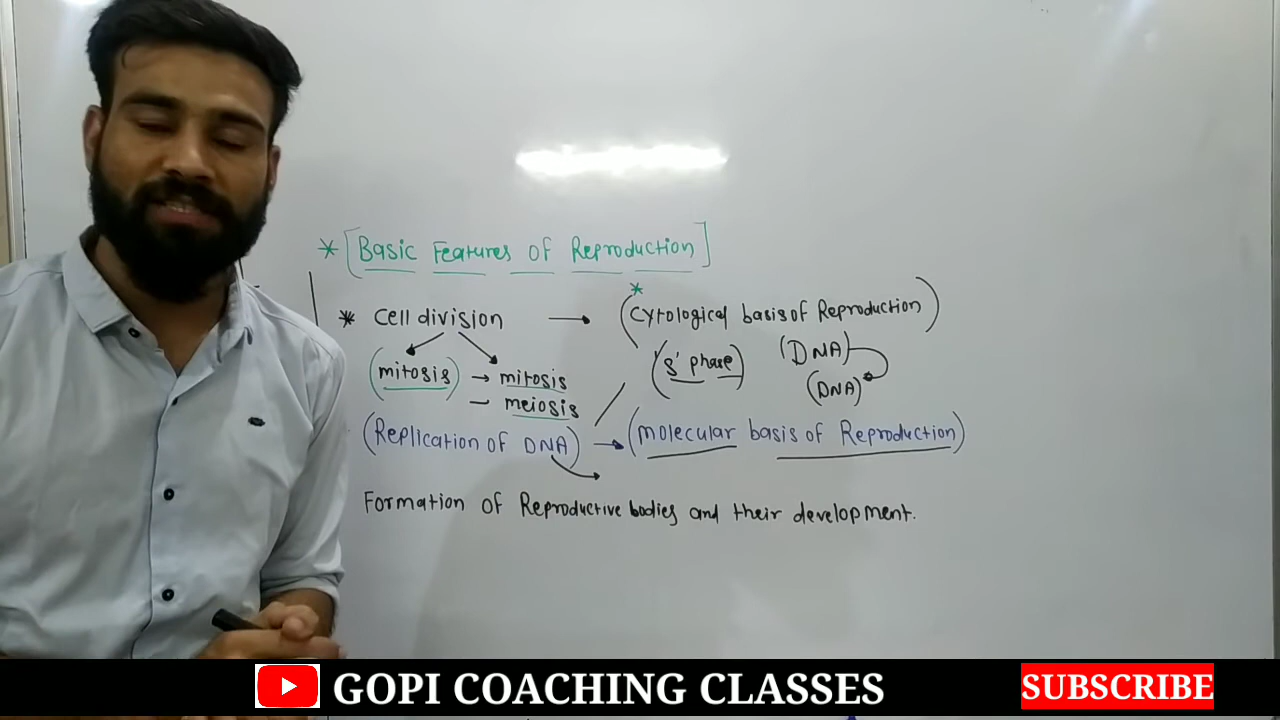 * [Basic Features of Reproduction]
* Cell division → (Cytological basis of Reproduction)
(mitosis) → mitosis
– meiosis
('S' phase)
(DNA)
(DNA)
(Replication of DNA) → (molecular basis of Reproduction)
Formation of Reproductive bodies and their development.
GOPI COACHING CLASSES
SUBSCRIBE